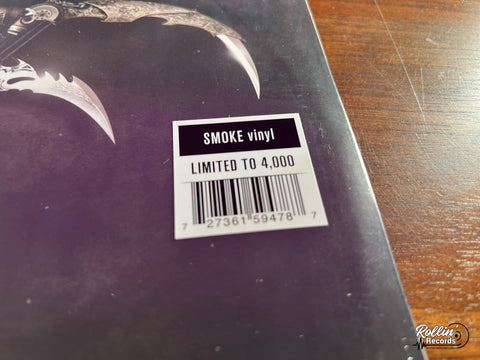 SMOKE vinyl
LIMITED TO 4,000
7 27361 59478 7
Rollin'
Records